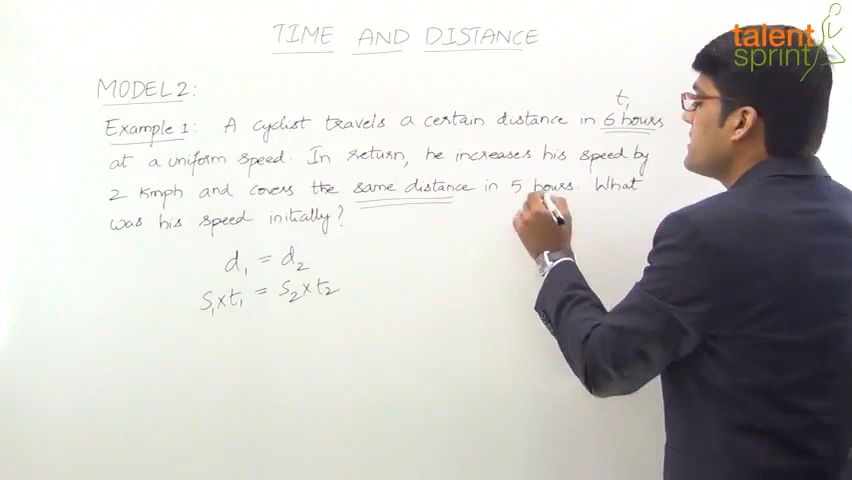 TIME AND DISTANCE
talent
sprint
MODEL 2:
t₁
Example 1: A cyclist travels a certain distance in 6 hours
at a uniform speed. In return, he increases his speed by
2 Kmph and covers the same distance in 5 hours. What
was his speed initially?
d₁ = d₂
S₁×t₁ = S₂×t₂